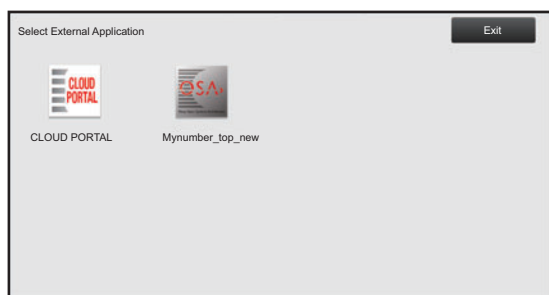 Select External Application
Exit
CLOUD
PORTAL
OSA
CLOUD PORTAL
Mynumber_top_new